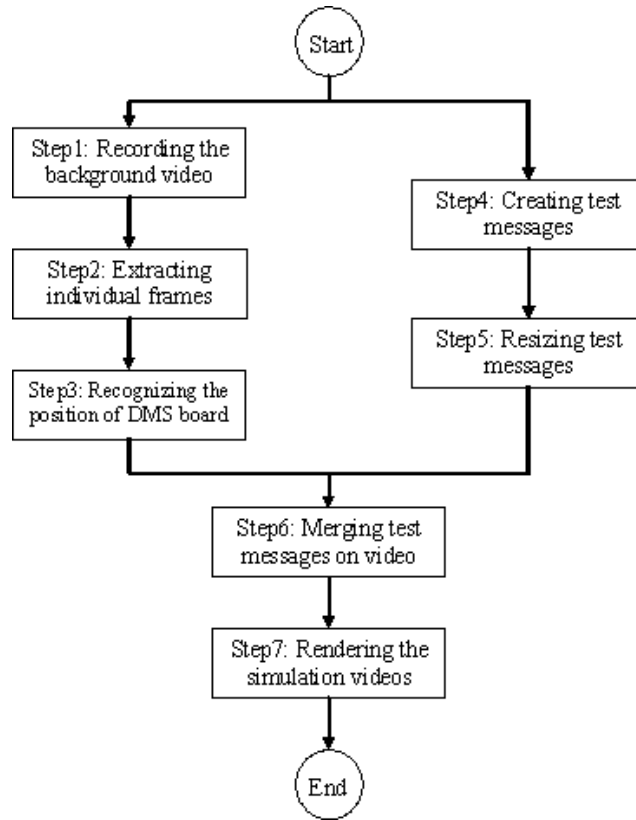 Start
Step1: Recording the
background video
Step2: Extracting
individual frames
Step3: Recognizing the
position of DMS board
Step4: Creating test
messages
Step5: Resizing test
messages
Step6: Merging test
messages on video
Step7: Rendering the
simulation videos
End